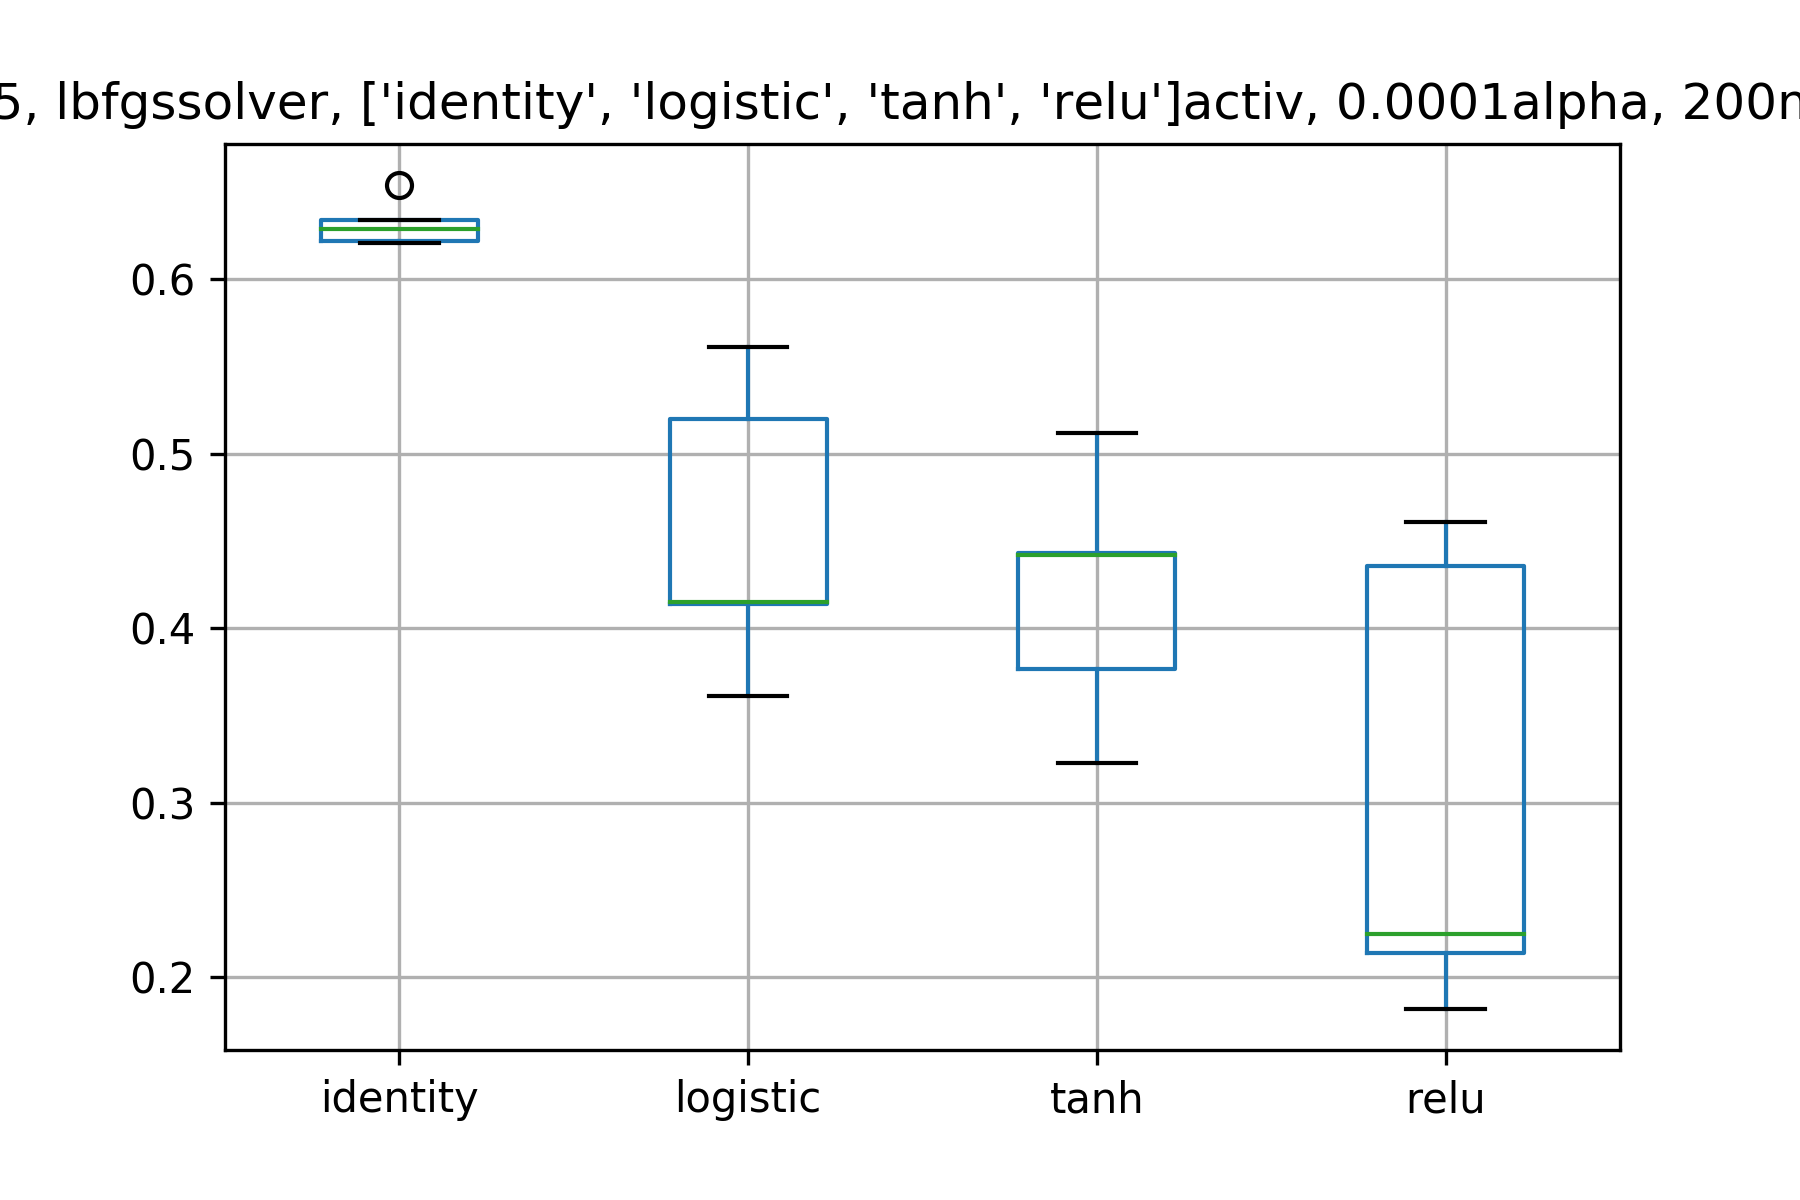 5, lbfgssolver, ['identity', 'logistic', 'tanh', 'relu']activ, 0.0001alpha, 200
0.6
0.5
0.4
0.3
0.2
identity logistic tanh relu